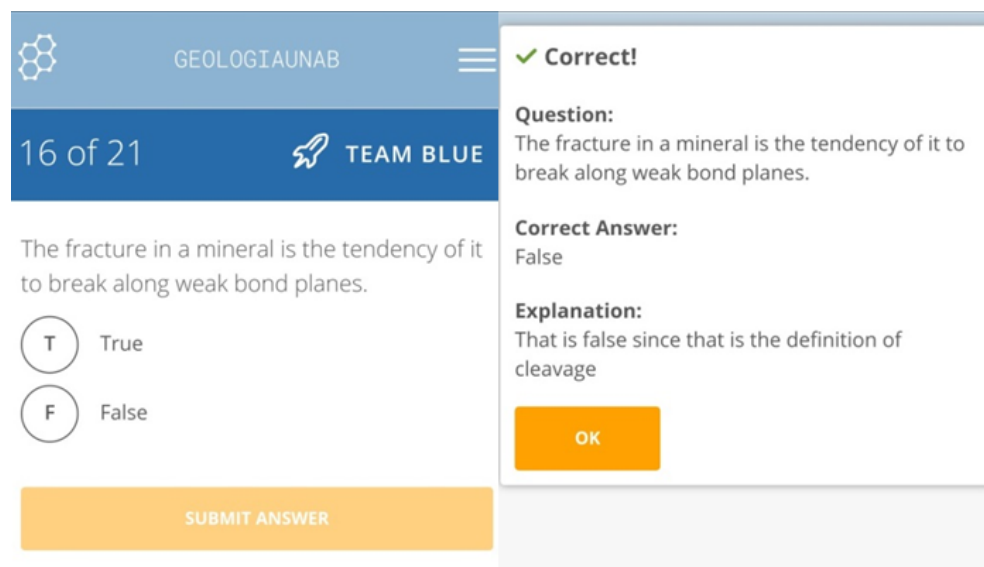 GEOLOGIAUNAB
16 of 21
TEAM BLUE
The fracture in a mineral is the tendency of it
to break along weak bond planes.
T True
F False
SUBMIT ANSWER
✓ Correct!
Question:
The fracture in a mineral is the tendency of it to
break along weak bond planes.
Correct Answer:
False
Explanation:
That is false since that is the definition of
cleavage
OK